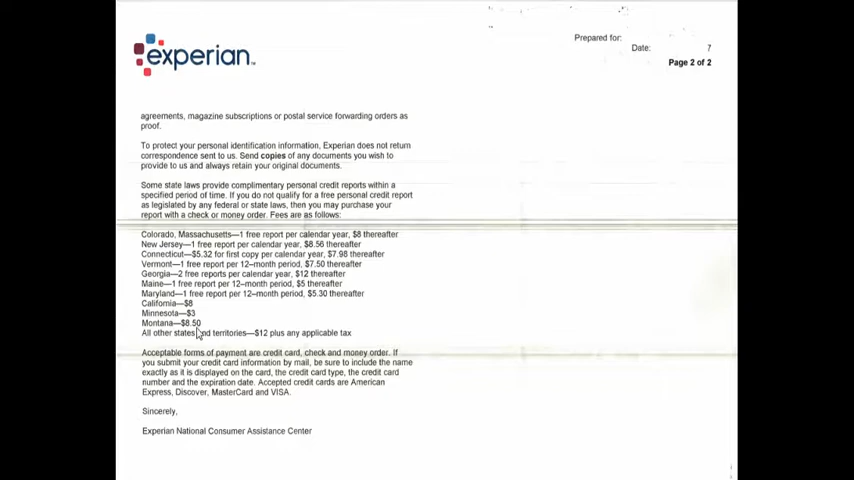 experian™
Prepared for:
Date: 7
Page 2 of 2
agreements, magazine subscriptions or postal service forwarding orders as
proof.
To protect your personal identification information, Experian does not return
correspondence sent to us. Send copies of any documents you wish to
provide to us and always retain your original documents.
Some state laws provide complimentary personal credit reports within a
specified period of time. If you do not qualify for a free personal credit report
as legislated by any federal or state laws, then you may purchase your
report with a check or money order. Fees are as follows:
Colorado, Massachusetts—1 free report per calendar year, $8 thereafter
New Jersey—1 free report per calendar year, $8.56 thereafter
Connecticut—$5.32 for first copy per calendar year, $7.98 thereafter
Vermont—1 free report per 12–month period, $7.50 thereafter
Georgia—2 free reports per calendar year, $12 thereafter
Maine—1 free report per 12–month period, $5 thereafter
Maryland—1 free report per 12–month period, $5.30 thereafter
California—$8
Minnesota—$3
Montana—$8.50
All other states and territories—$12 plus any applicable tax
Acceptable forms of payment are credit card, check and money order. If
you submit your credit card information by mail, be sure to include the name
exactly as it is displayed on the card, the credit card type, the credit card
number and the expiration date. Accepted credit cards are American
Express, Discover, MasterCard and VISA.
Sincerely,
Experian National Consumer Assistance Center